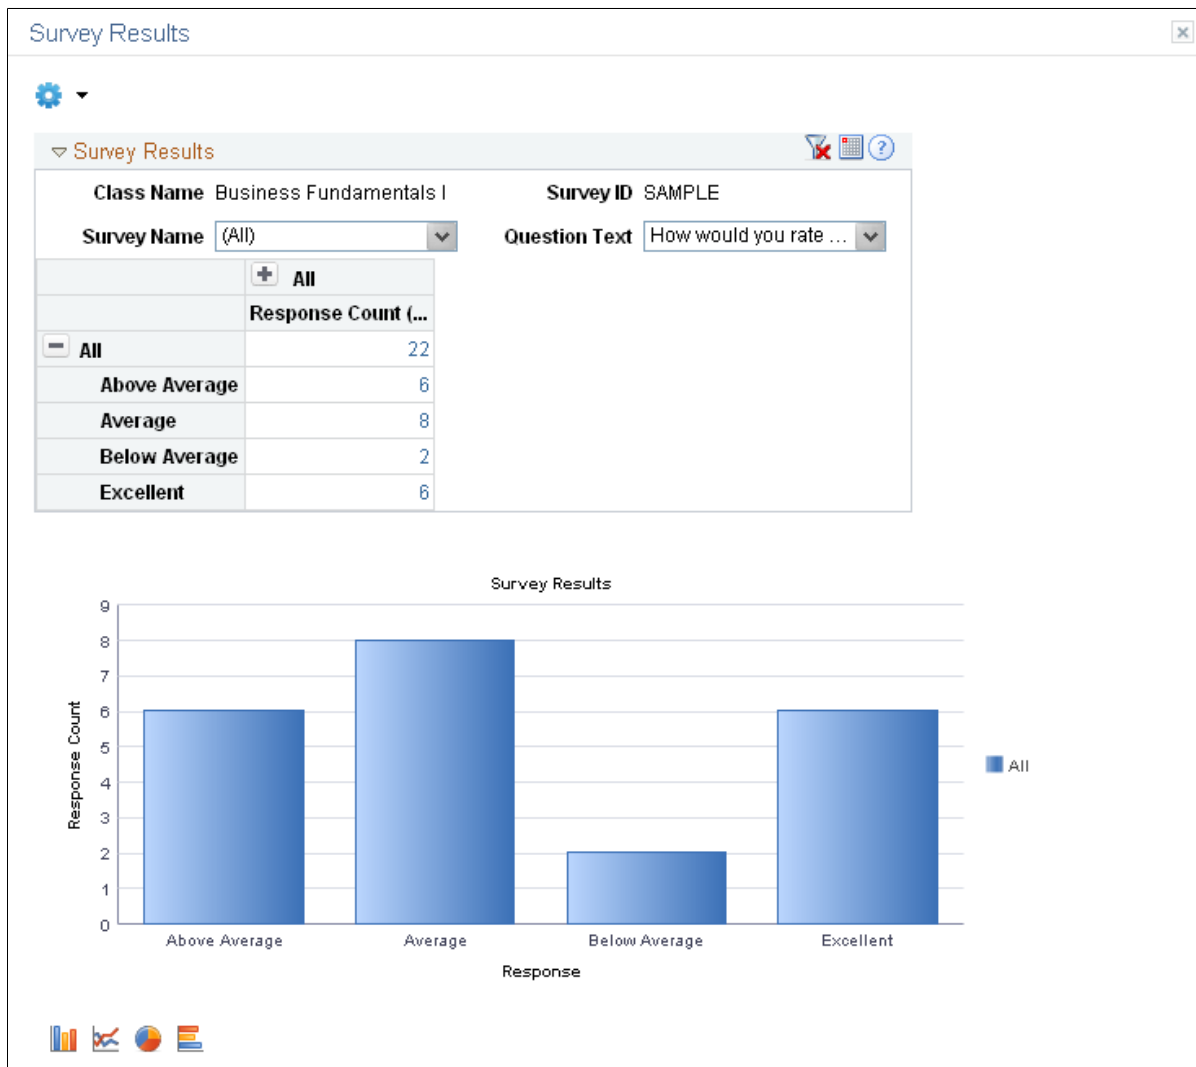 Survey Results
Survey Results
Class Name Business Fundamentals I Survey ID SAMPLE
Survey Name (All) Question Text How would you rate ...
All
Response Count (...
All 22
Above Average 6
Average 8
Below Average 2
Excellent 6
Survey Results
9
8
7
6
5
4
3
2
1
0
Response Count
All
Above Average Average Below Average Excellent
Response